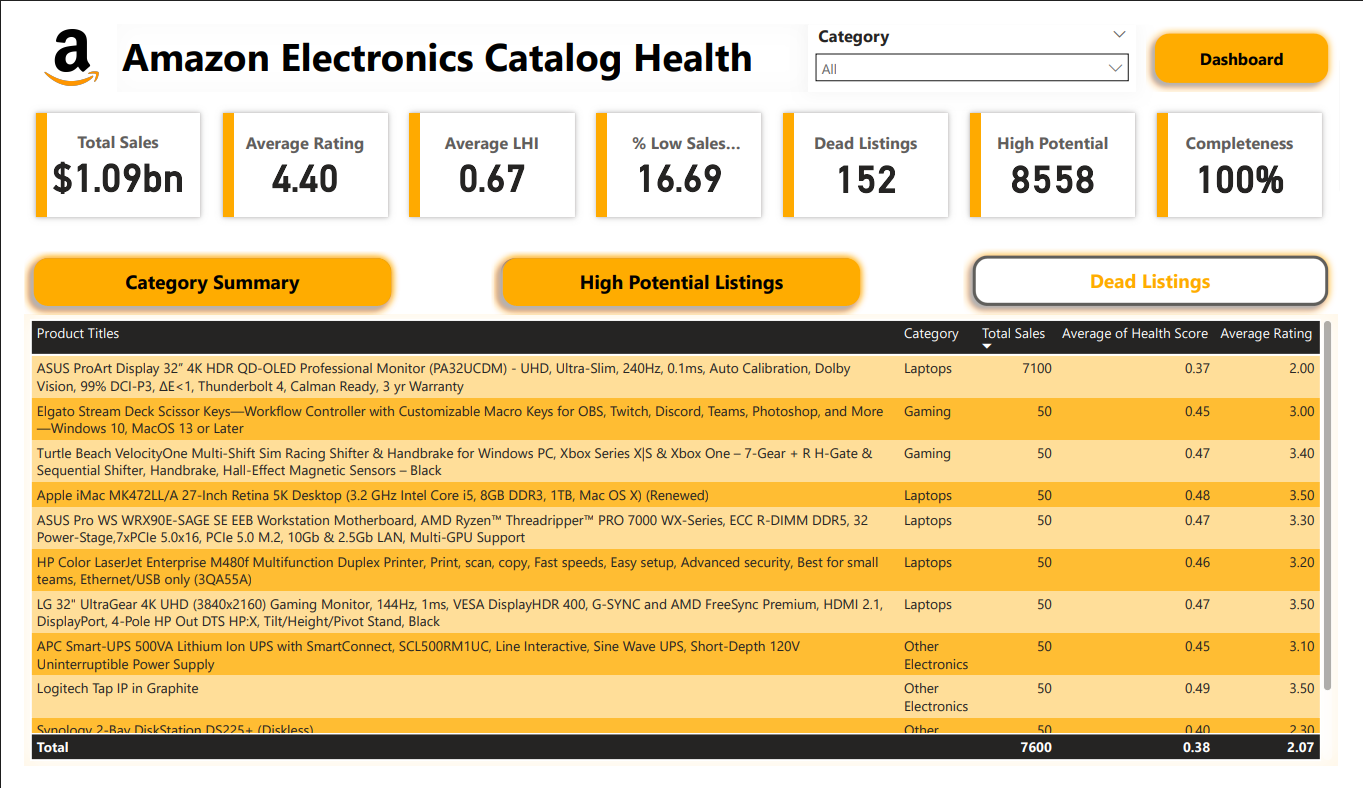 a
Amazon Electronics Catalog Health
Category
All
Dashboard
Total Sales
$1.09bn
Average Rating
4.40
Average LHI
0.67
% Low Sales...
16.69
Dead Listings
152
High Potential
8558
Completeness
100%
Category Summary
High Potential Listings
Dead Listings
Product Titles Category Total Sales Average of Health Score Average Rating
ASUS ProArt Display 32” 4K HDR QD-OLED Professional Monitor (PA32UCDM) - UHD, Ultra-Slim, 240Hz, 0.1ms, Auto Calibration, Dolby Laptops 7100 0.37 2.00
Vision, 99% DCI-P3, ΔE<1, Thunderbolt 4, Calman Ready, 3 yr Warranty
Elgato Stream Deck Scissor Keys—Workflow Controller with Customizable Macro Keys for OBS, Twitch, Discord, Teams, Photoshop, and More Gaming 50 0.45 3.00
—Windows 10, MacOS 13 or Later
Turtle Beach VelocityOne Multi-Shift Sim Racing Shifter & Handbrake for Windows PC, Xbox Series X|S & Xbox One – 7-Gear + R H-Gate & Gaming 50 0.47 3.40
Sequential Shifter, Handbrake, Hall-Effect Magnetic Sensors – Black
Apple iMac MK472LL/A 27-Inch Retina 5K Desktop (3.2 GHz Intel Core i5, 8GB DDR3, 1TB, Mac OS X) (Renewed) Laptops 50 0.48 3.50
ASUS Pro WS WRX90E-SAGE SE EEB Workstation Motherboard, AMD Ryzen™ Threadripper™ PRO 7000 WX-Series, ECC R-DIMM DDR5, 32 Laptops 50 0.47 3.30
Power-Stage,7xPCIe 5.0x16, PCIe 5.0 M.2, 10Gb & 2.5Gb LAN, Multi-GPU Support
HP Color LaserJet Enterprise M480f Multifunction Duplex Printer, Print, scan, copy, Fast speeds, Easy setup, Advanced security, Best for small Laptops 50 0.46 3.20
teams, Ethernet/USB only (3QA55A)
LG 32" UltraGear 4K UHD (3840x2160) Gaming Monitor, 144Hz, 1ms, VESA DisplayHDR 400, G-SYNC and AMD FreeSync Premium, HDMI 2.1, Laptops 50 0.47 3.50
DisplayPort, 4-Pole HP Out DTS HP:X, Tilt/Height/Pivot Stand, Black
APC Smart-UPS 500VA Lithium Ion UPS with SmartConnect, SCL500RM1UC, Line Interactive, Sine Wave UPS, Short-Depth 120V Other 50 0.45 3.10
Uninterruptible Power Supply Electronics
Logitech Tap IP in Graphite Other 50 0.49 3.50
Electronics
Synology 2-Bay DiskStation DS225+ (Diskless) Other 50 0.40 2.30
Total 7600 0.38 2.07